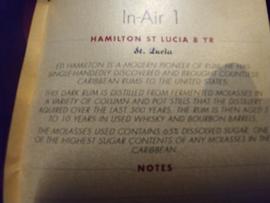 In-Air 1
HAMILTON ST LUCIA 8 YR
St. Lucia
ED HAMILTON IS A MODERN PIONEER OF RUM. HE HAS
SINGLE-HANDEDLY DISCOVERED AND BROUGHT COUNTLESS
CARIBBEAN RUMS TO THE UNITED STATES.
THIS DARK RUM IS DISTILLED FROM FERMENTED MOLASSES IN
A VARIETY OF COLUMN AND POT STILLS THAT THE DISTILLERY
AQUIRED OVER THE LAST 300 YEARS. THE RUM IS THEN AGED 7
TO 10 YEARS IN USED WHISKY AND BOURBON BARRELS.
THE MOLASSES USED CONTAINS 65% DISSOLVED SUGAR, ONE
OF THE HIGHEST SUGAR CONTENTS OF ANY MOLASSES IN THE
CARIBBEAN.
NOTES